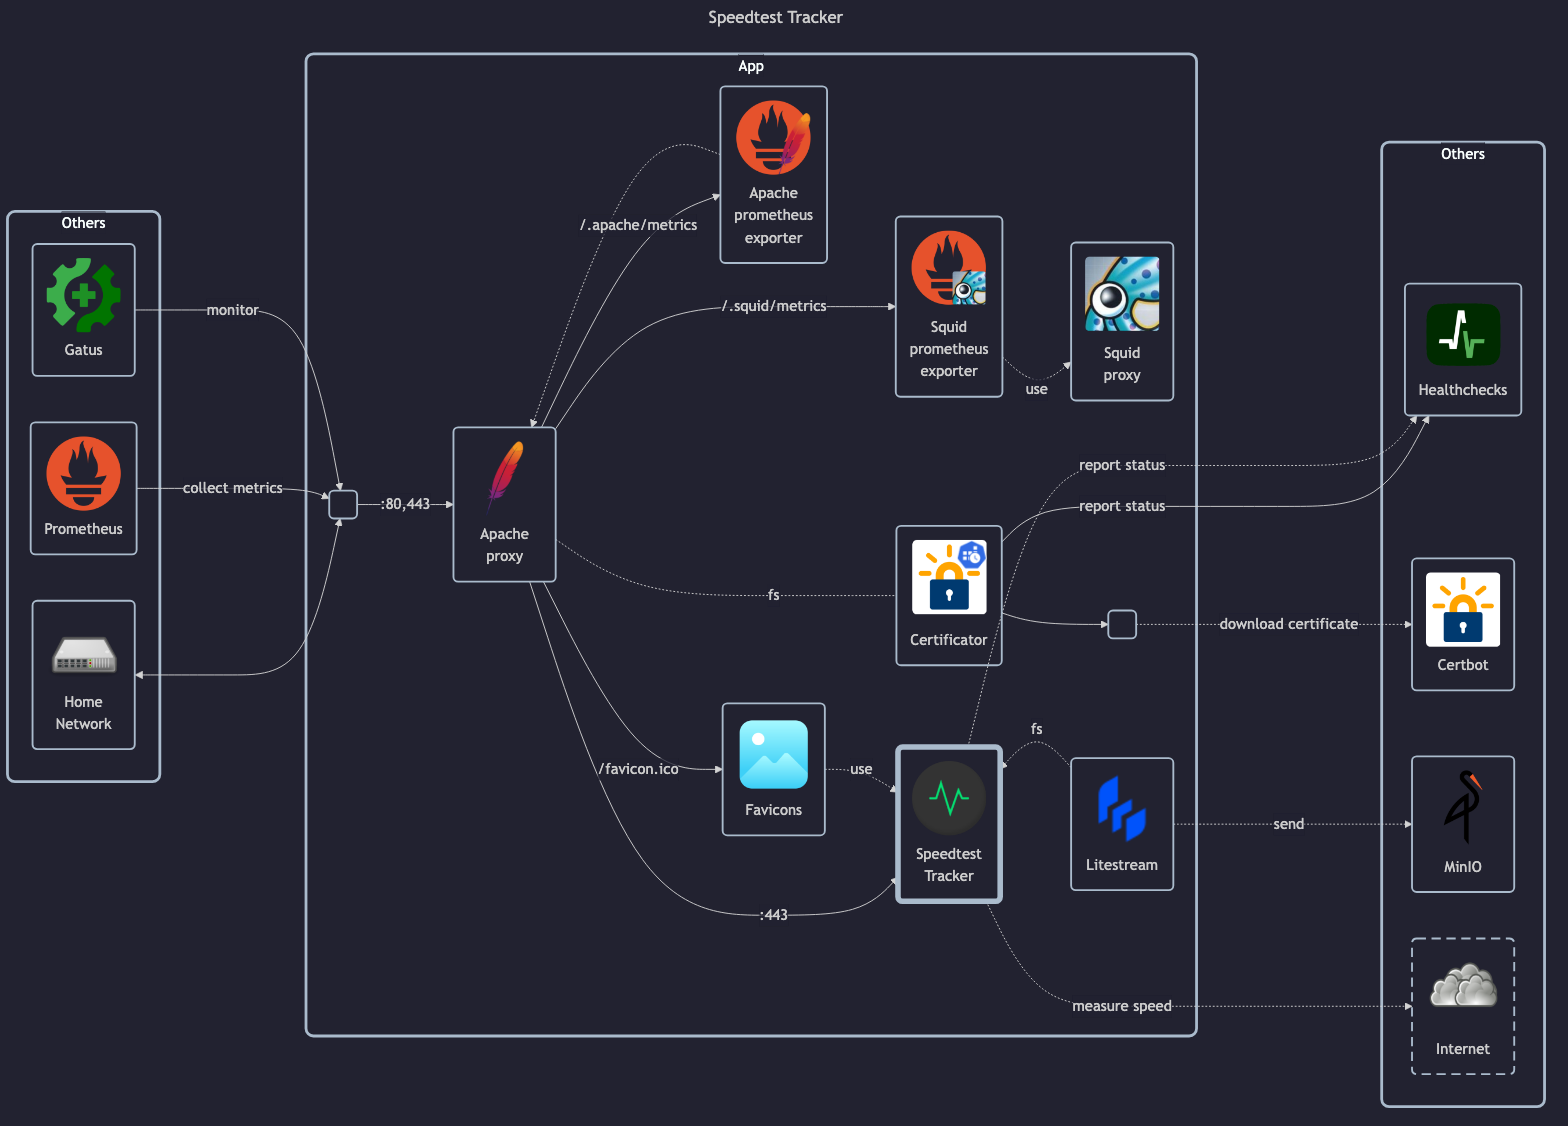 Speedtest Tracker
App
Others
Gatus
monitor
Prometheus
collect metrics
Home
Network
:80,443
Apache
proxy
/.apache/metrics
Apache
prometheus
exporter
/.squid/metrics
Squid
prometheus
exporter
use
Squid
proxy
fs
Certificator
report status
report status
download certificate
/favicon.ico
Favicons
use
:443
Speedtest
Tracker
fs
Litestream
send
measure speed
Others
Healthchecks
Certbot
MinIO
Internet